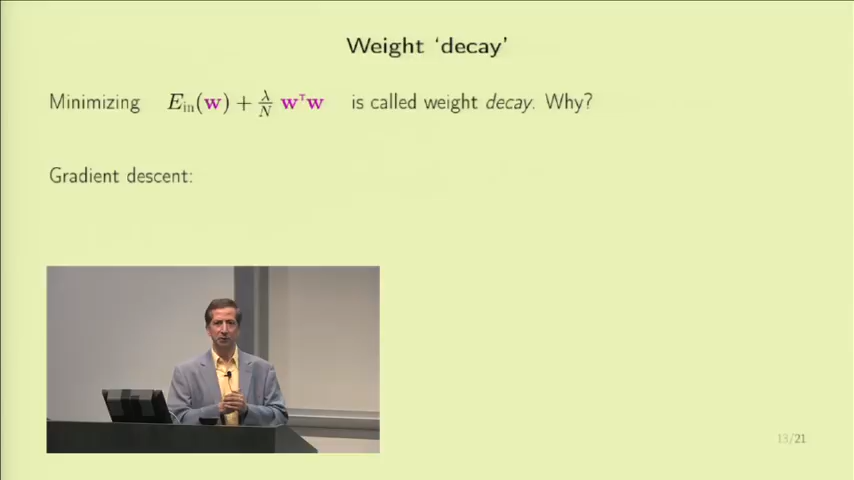 Weight ‘decay’
Minimizing E_in(w) + λ/N wᵀw is called weight decay. Why?
Gradient descent:
13/21